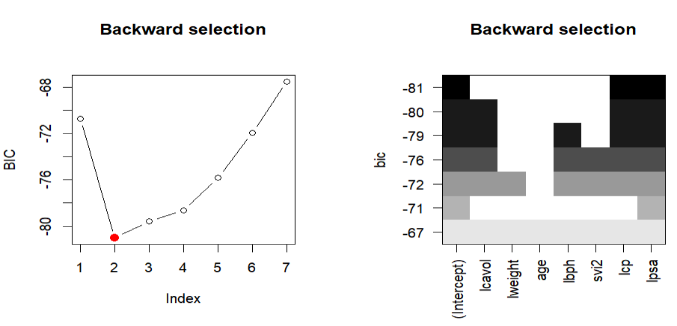 Backward selection
BIC
-68
-72
-76
-80
1 2 3 4 5 6 7
Index
Backward selection
bic
-81
-80
-79
-76
-72
-71
-67
(Intercept)
lcavol
lweight
age
lbph
svi2
lcp
lpsa